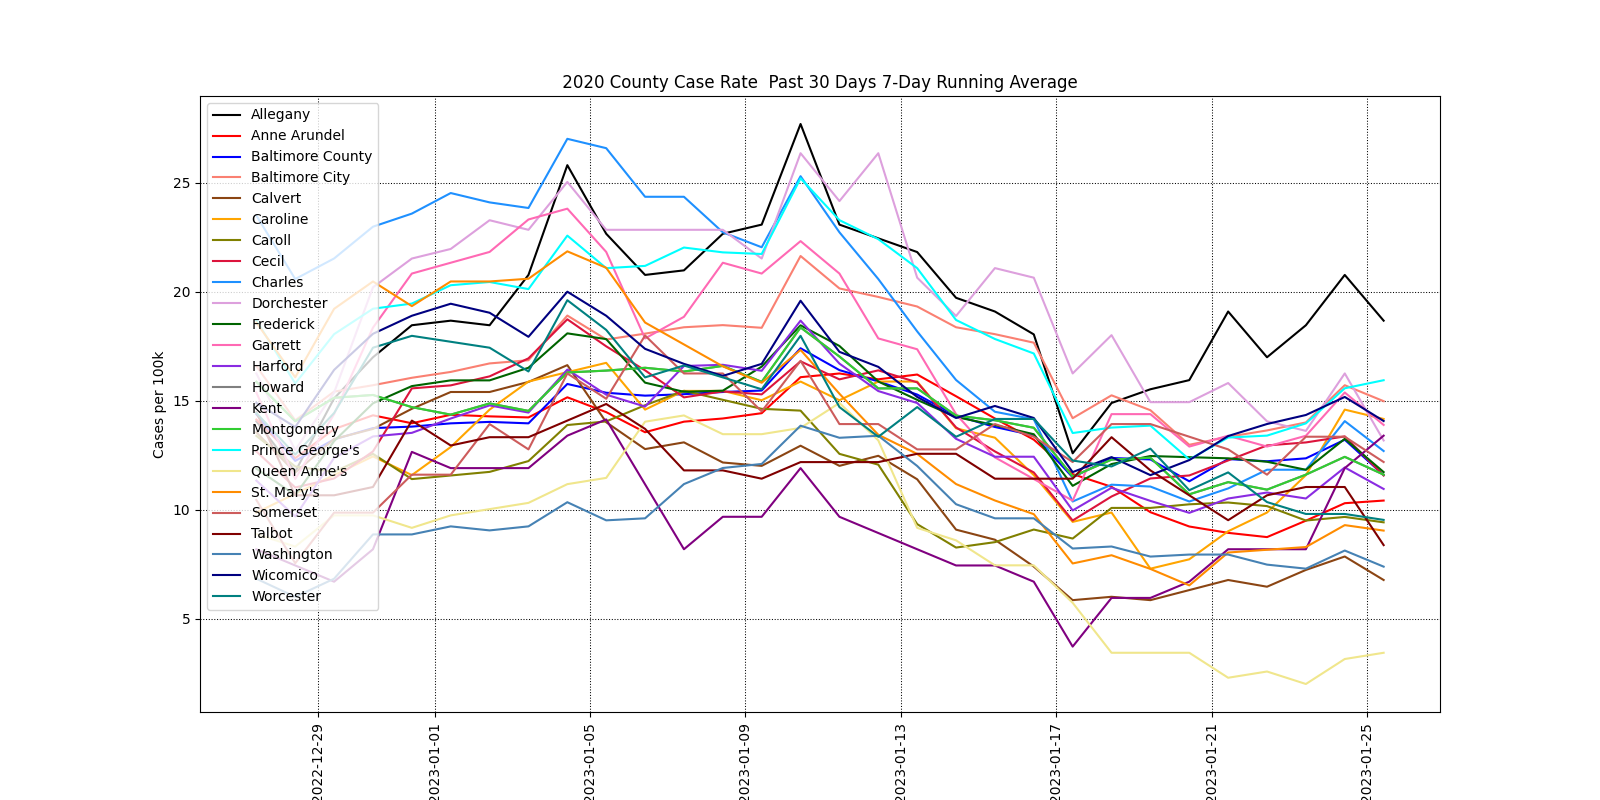 2020 County Case Rate  Past 30 Days 7-Day Running Average
Cases per 100k
25
20
15
10
5
Allegany
Anne Arundel
Baltimore County
Baltimore City
Calvert
Caroline
Caroll
Cecil
Charles
Dorchester
Frederick
Garrett
Harford
Howard
Kent
Montgomery
Prince George's
Queen Anne's
St. Mary's
Somerset
Talbot
Washington
Wicomico
Worcester
2022-12-29
2023-01-01
2023-01-05
2023-01-09
2023-01-13
2023-01-17
2023-01-21
2023-01-25